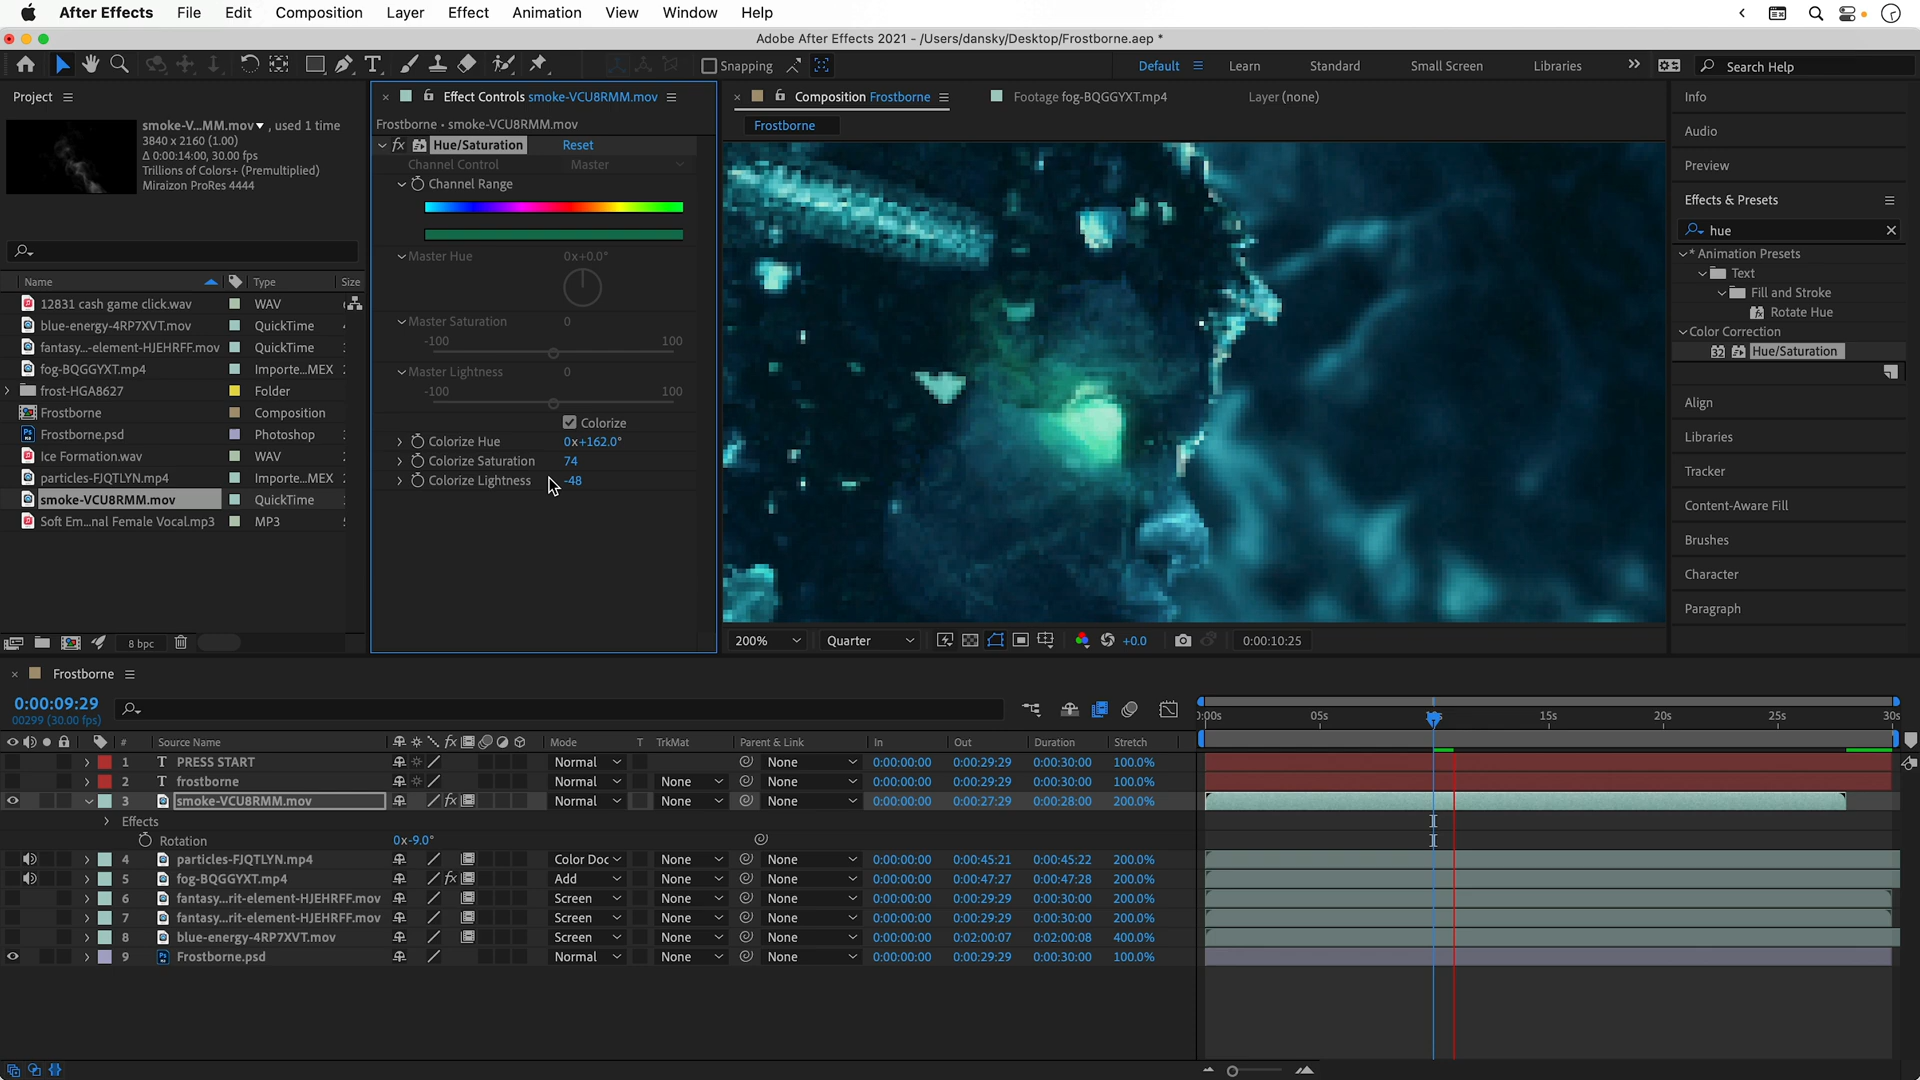 After Effects File Edit Composition Layer Effect Animation View Window Help
Adobe After Effects 2021 - /Users/dansky/Desktop/Frostborne.aep *
Snapping Default Learn Standard Small Screen Libraries Search Help
Project
smoke-V...MM.mov , used 1 time
3840 x 2160 (1.00)
Δ 0:00:14:00, 30.00 fps
Trillions of Colors+ (Premultiplied)
Miraizon ProRes 4444
Name Type Size
12831 cash game click.wav WAV
blue-energy-4RP7XVT.mov QuickTime
fantasy...-element-HJEHRFF.mov QuickTime
fog-BQGGYXT.mp4 Importe...MEX
frost-HGA8627 Folder
Frostborne Composition
Frostborne.psd Photoshop
Ice Formation.wav WAV
particles-FJQTLYN.mp4 Importe...MEX
smoke-VCU8RMM.mov QuickTime
Soft Em...nal Female Vocal.mp3 MP3
8 bpc
Effect Controls smoke-VCU8RMM.mov
Frostborne • smoke-VCU8RMM.mov
fx Hue/Saturation Reset
Channel Control Master
Channel Range
Master Hue 0x+0.0°
Master Saturation 0
-100 100
Master Lightness 0
-100 100
Colorize
Colorize Hue 0x+162.0°
Colorize Saturation 74
Colorize Lightness -48
Composition Frostborne Footage fog-BQGGYXT.mp4 Layer (none)
Frostborne
200% Quarter +0.0 0:00:10:25
Info
Audio
Preview
Effects & Presets
hue
* Animation Presets
Text
Fill and Stroke
Rotate Hue
Color Correction
32 Hue/Saturation
Align
Libraries
Tracker
Content-Aware Fill
Brushes
Character
Paragraph
Frostborne
0:00:09:29
00299 (30.00 fps)
:00s 05s 15s 20s 25s 30s
# Source Name fx Mode T TrkMat Parent & Link In Out Duration Stretch
1 T PRESS START Normal None 0:00:00:00 0:00:29:29 0:00:30:00 100.0%
2 T frostborne Normal None None 0:00:00:00 0:00:29:29 0:00:30:00 100.0%
3 smoke-VCU8RMM.mov fx Normal None None 0:00:00:00 0:00:27:29 0:00:28:00 200.0%
Effects
Rotation 0x-9.0°
4 particles-FJQTLYN.mp4 Color Doc None None 0:00:00:00 0:00:45:21 0:00:45:22 200.0%
5 fog-BQGGYXT.mp4 fx Add None None 0:00:00:00 0:00:47:27 0:00:47:28 200.0%
6 fantasy...rit-element-HJEHRFF.mov Screen None None 0:00:00:00 0:00:29:29 0:00:30:00 200.0%
7 fantasy...rit-element-HJEHRFF.mov Screen None None 0:00:00:00 0:00:29:29 0:00:30:00 200.0%
8 blue-energy-4RP7XVT.mov Screen None None 0:00:00:00 0:02:00:07 0:02:00:08 400.0%
9 Frostborne.psd Normal None None 0:00:00:00 0:00:29:29 0:00:30:00 100.0%